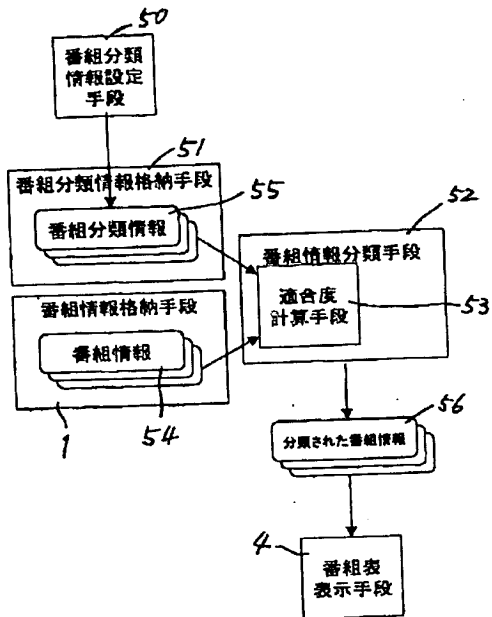 50
番組分類
情報設定
手段
51
番組分類情報格納手段
55
番組分類情報
52
番組情報分類手段
適合度
計算手段
53
番組情報格納手段
番組情報
1
54
56
分類された番組情報
4
番組表
表示手段